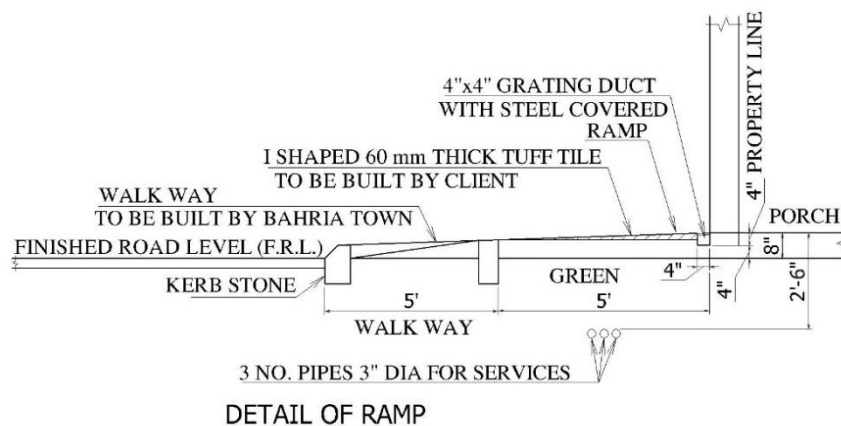 4"x4" GRATING DUCT
WITH STEEL COVERED
RAMP
I SHAPED 60 mm THICK TUFF TILE
TO BE BUILT BY CLIENT
WALK WAY
TO BE BUILT BY BAHRIA TOWN
FINISHED ROAD LEVEL (F.R.L.)
KERB STONE
4" PROPERTY LINE
PORCH
8"
4"
4"
2'-6"
GREEN
5'
5'
WALK WAY
3 NO. PIPES 3" DIA FOR SERVICES
DETAIL OF RAMP